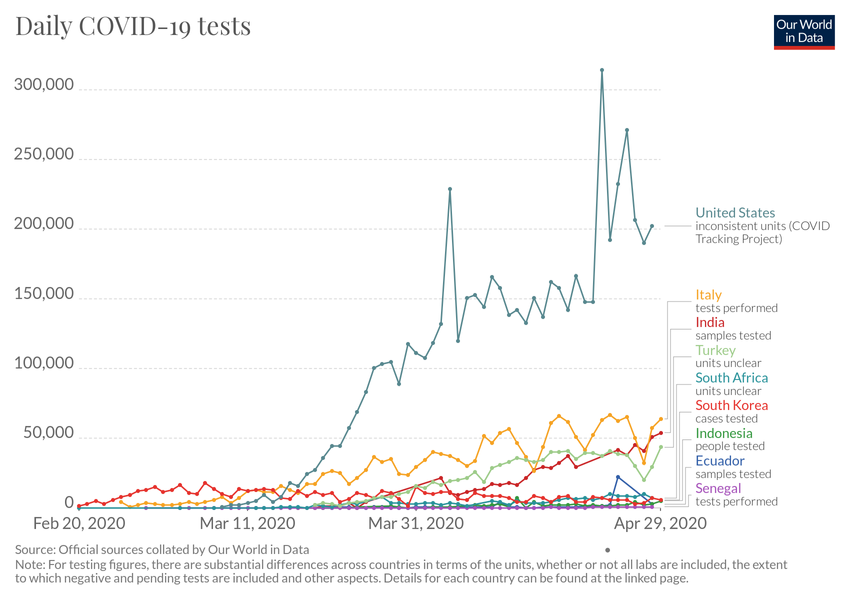 Daily COVID-19 tests
Our World
in Data
300,000
250,000
200,000
150,000
100,000
50,000
0
Feb 20, 2020
Mar 11, 2020
Mar 31, 2020
Apr 29, 2020
United States
inconsistent units (COVID
Tracking Project)
Italy
tests performed
India
samples tested
Turkey
units unclear
South Africa
units unclear
South Korea
cases tested
Indonesia
people tested
Ecuador
samples tested
Senegal
tests performed
Source: Official sources collated by Our World in Data
Note: For testing figures, there are substantial differences across countries in terms of the units, whether or not all labs are included, the extent
to which negative and pending tests are included and other aspects. Details for each country can be found at the linked page.